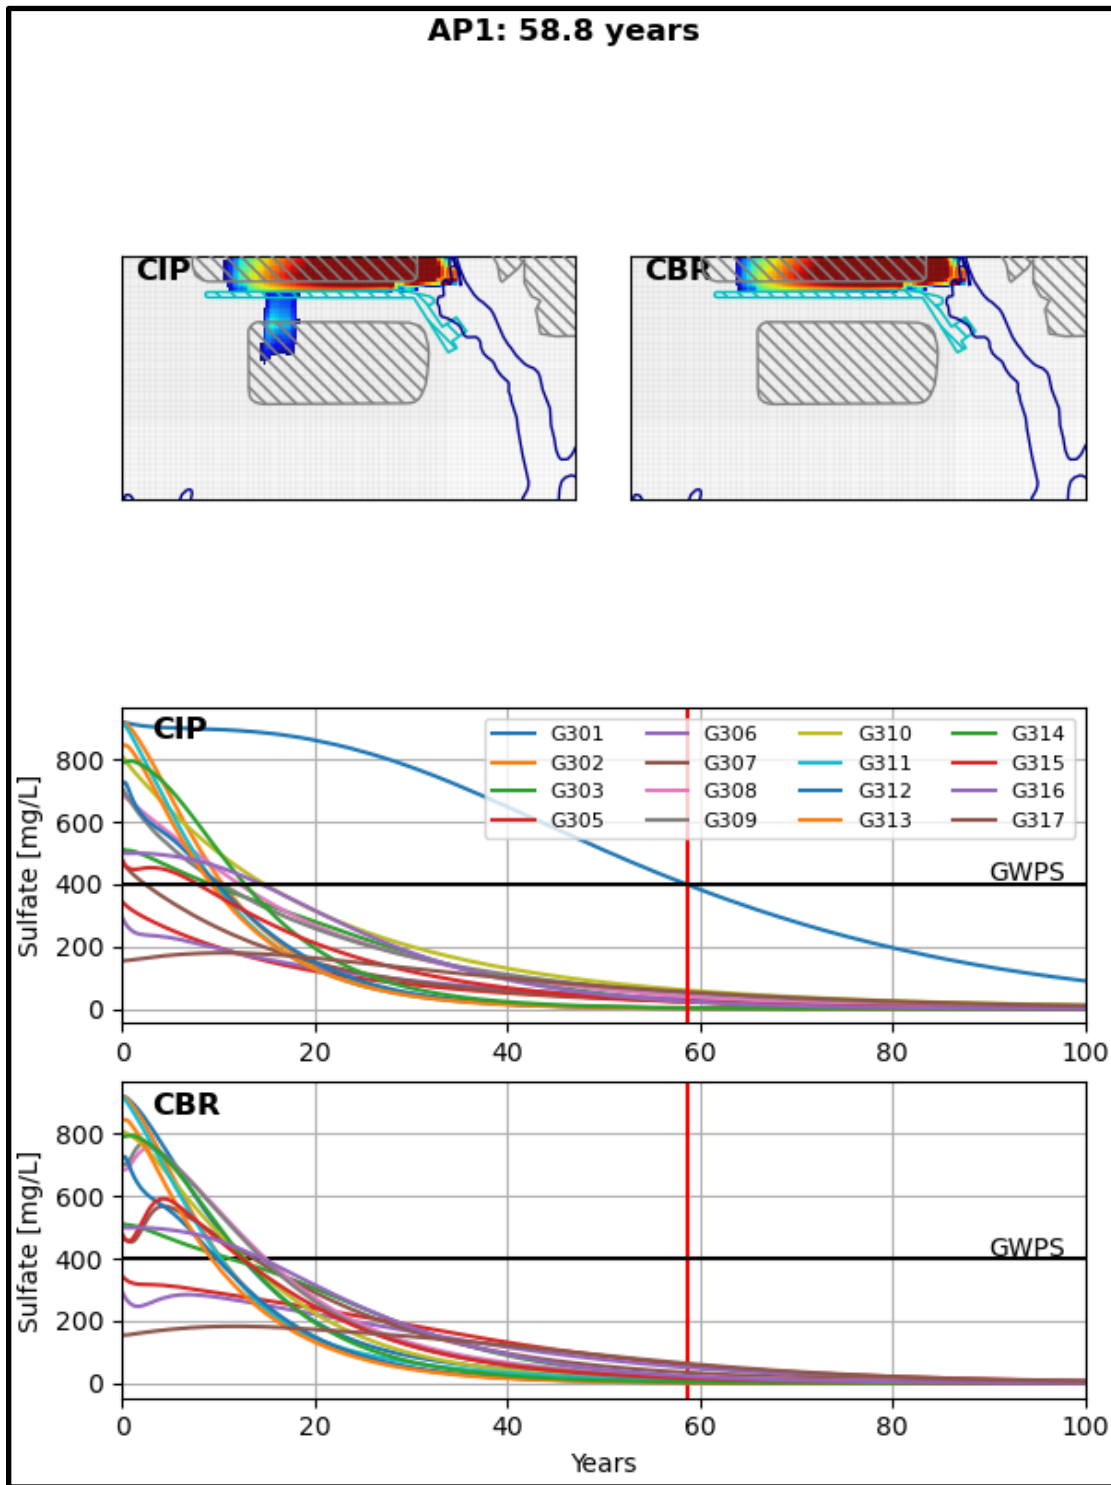 AP1: 58.8 years
CIP
CBR
CIP
G301 G306 G310 G314
G302 G307 G311 G315
G303 G308 G312 G316
G305 G309 G313 G317
GWPS
Sulfate [mg/L]
800
600
400
200
0
0 20 40 60 80 100
CBR
GWPS
Sulfate [mg/L]
800
600
400
200
0
0 20 40 60 80 100
Years